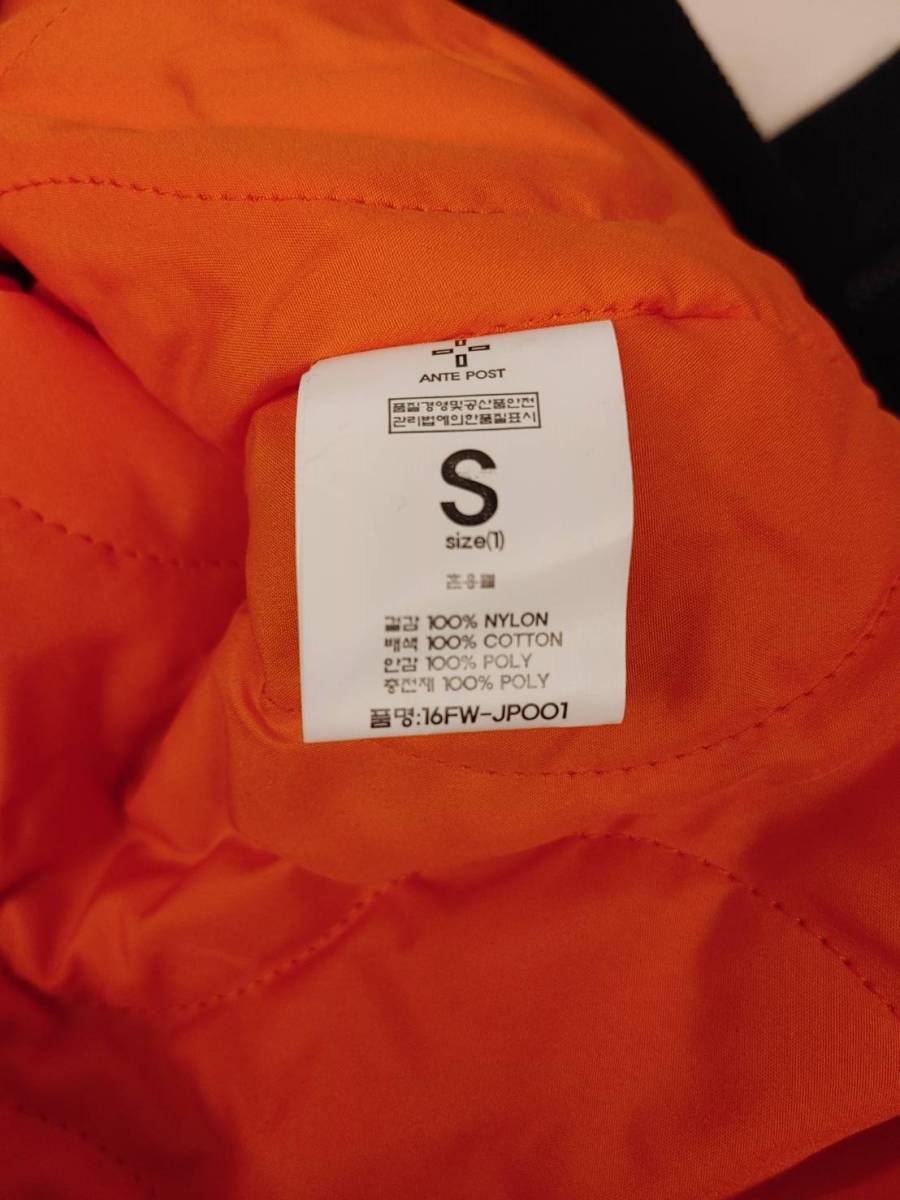 ANTE POST
품질경영및공산품안전
관리법에의한품질표시
S
size(1)
혼용률
겉감 100% NYLON
배색 100% COTTON
안감 100% POLY
충전제 100% POLY
품명:16FW-JP001